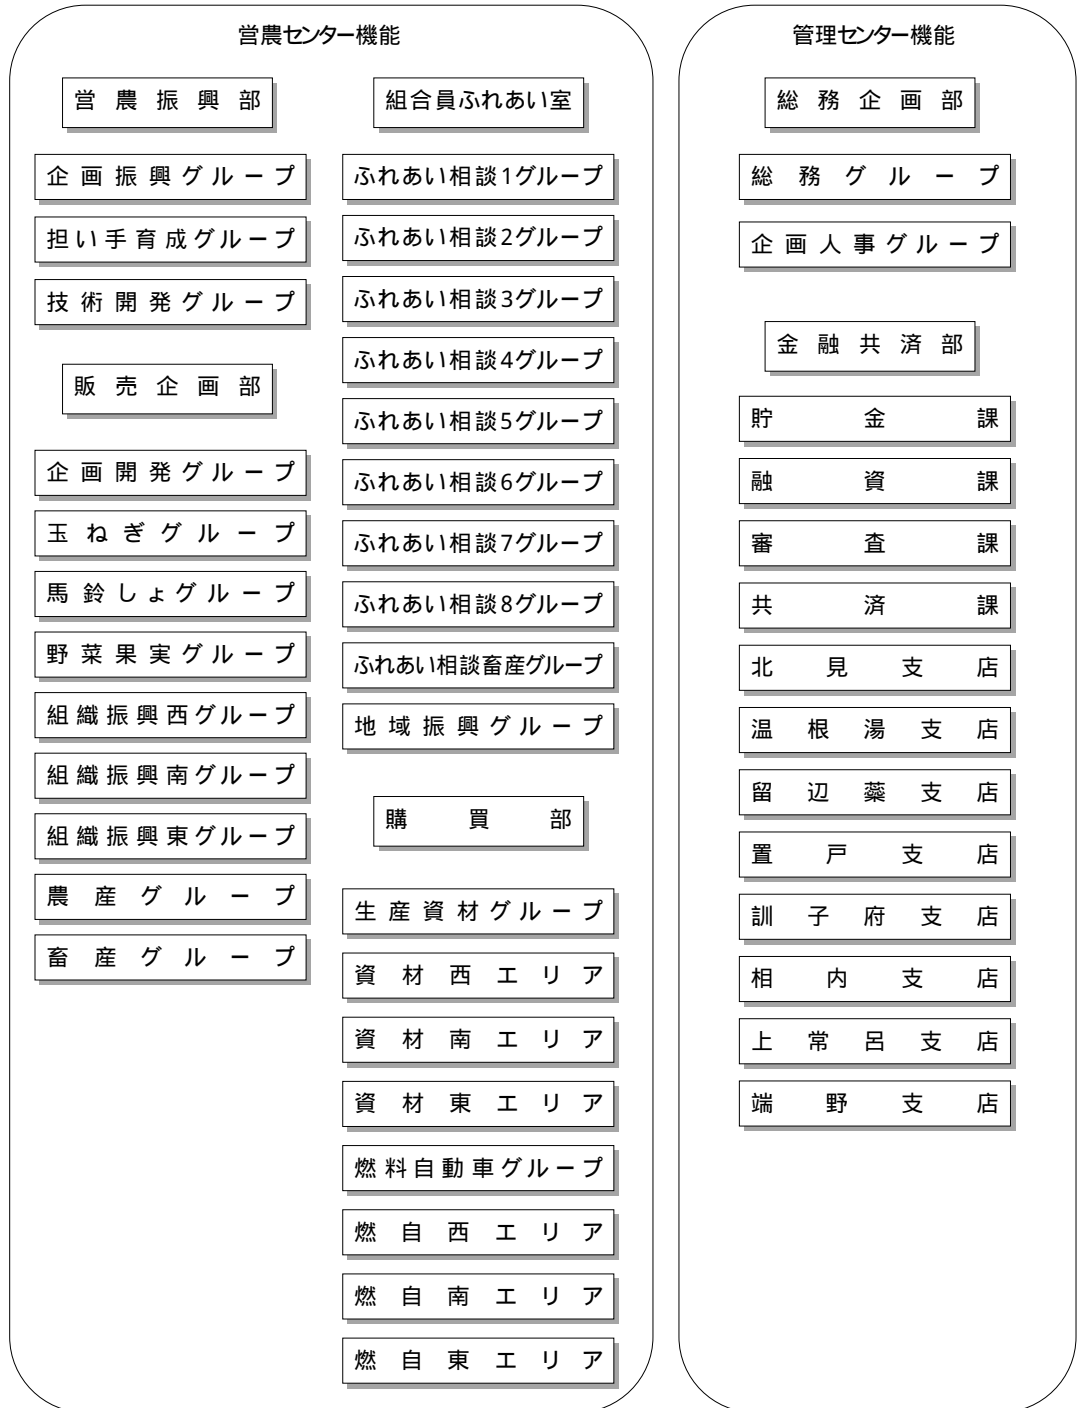 営農センター機能
営農振興部
企画振興グループ
担い手育成グループ
技術開発グループ
販売企画部
企画開発グループ
玉ねぎグループ
馬鈴しょグループ
野菜果実グループ
組織振興西グループ
組織振興南グループ
組織振興東グループ
農産グループ
畜産グループ
組合員ふれあい室
ふれあい相談1グループ
ふれあい相談2グループ
ふれあい相談3グループ
ふれあい相談4グループ
ふれあい相談5グループ
ふれあい相談6グループ
ふれあい相談7グループ
ふれあい相談8グループ
ふれあい相談畜産グループ
地域振興グループ
購買部
生産資材グループ
資材西エリア
資材南エリア
資材東エリア
燃料自動車グループ
燃自西エリア
燃自南エリア
燃自東エリア
管理センター機能
総務企画部
総務グループ
企画人事グループ
金融共済部
貯金課
融資課
審査課
共済課
北見支店
温根湯支店
留辺蘂支店
置戸支店
訓子府支店
相内支店
上常呂支店
端野支店